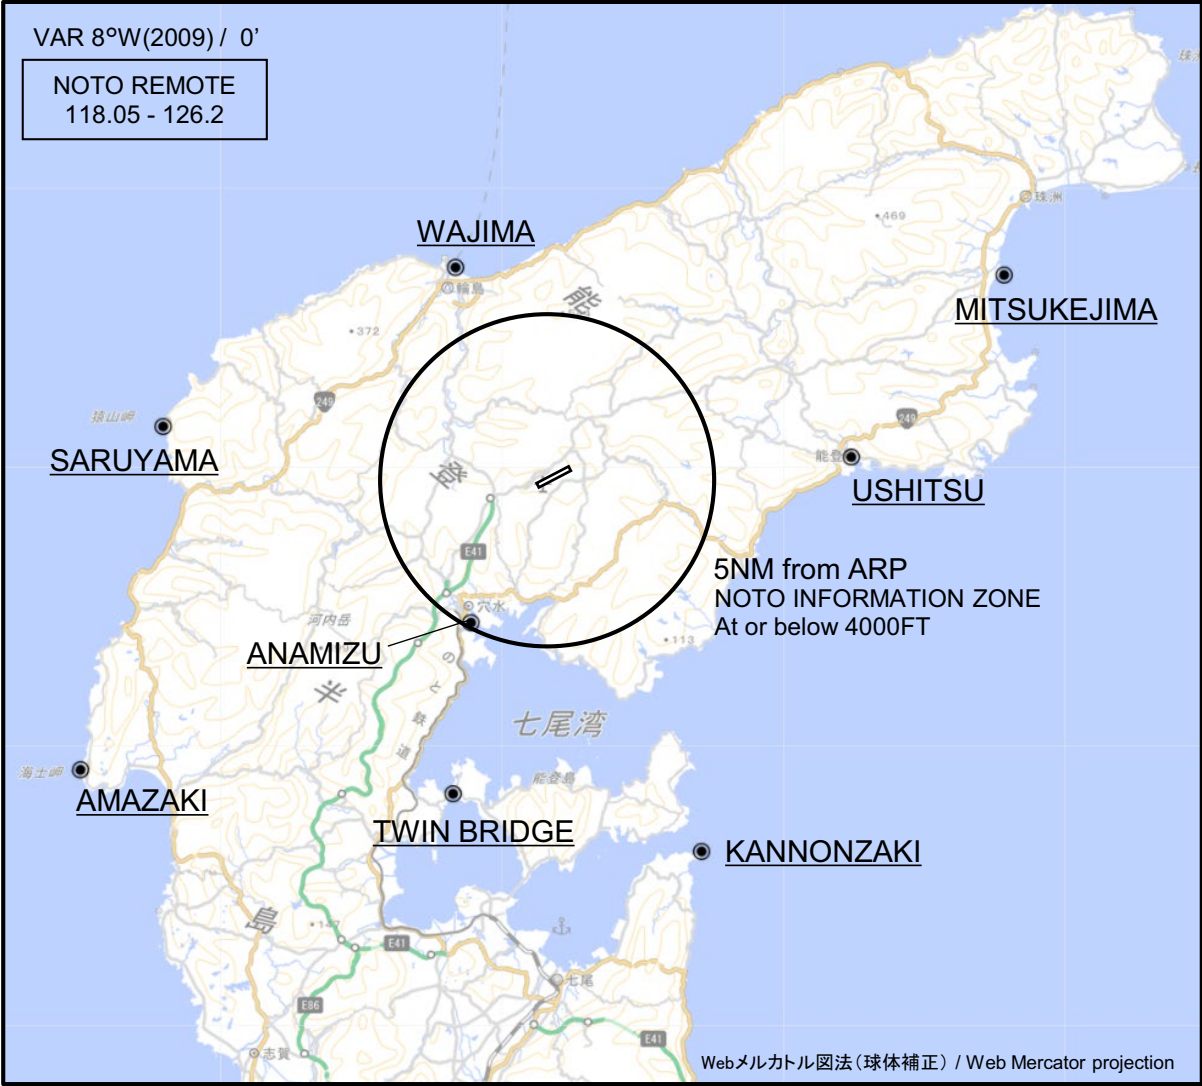 VAR 8°W(2009) / 0’
NOTO REMOTE
118.05 - 126.2
珠洲
469
WAJIMA
輪島
能
MITSUKEJIMA
372
249
猿山岬
249
SARUYAMA
登
能登
USHITSU
E41
5NM from ARP
NOTO INFORMATION ZONE
At or below 4000FT
穴水
河内岳
ANAMIZU
113
半
のと鉄道
七尾湾
海士岬
能登島
AMAZAKI
TWIN BRIDGE
KANNONZAKI
島
147
E41
七尾
E86
E41
志賀
Webメルカトル図法(球体補正) / Web Mercator projection